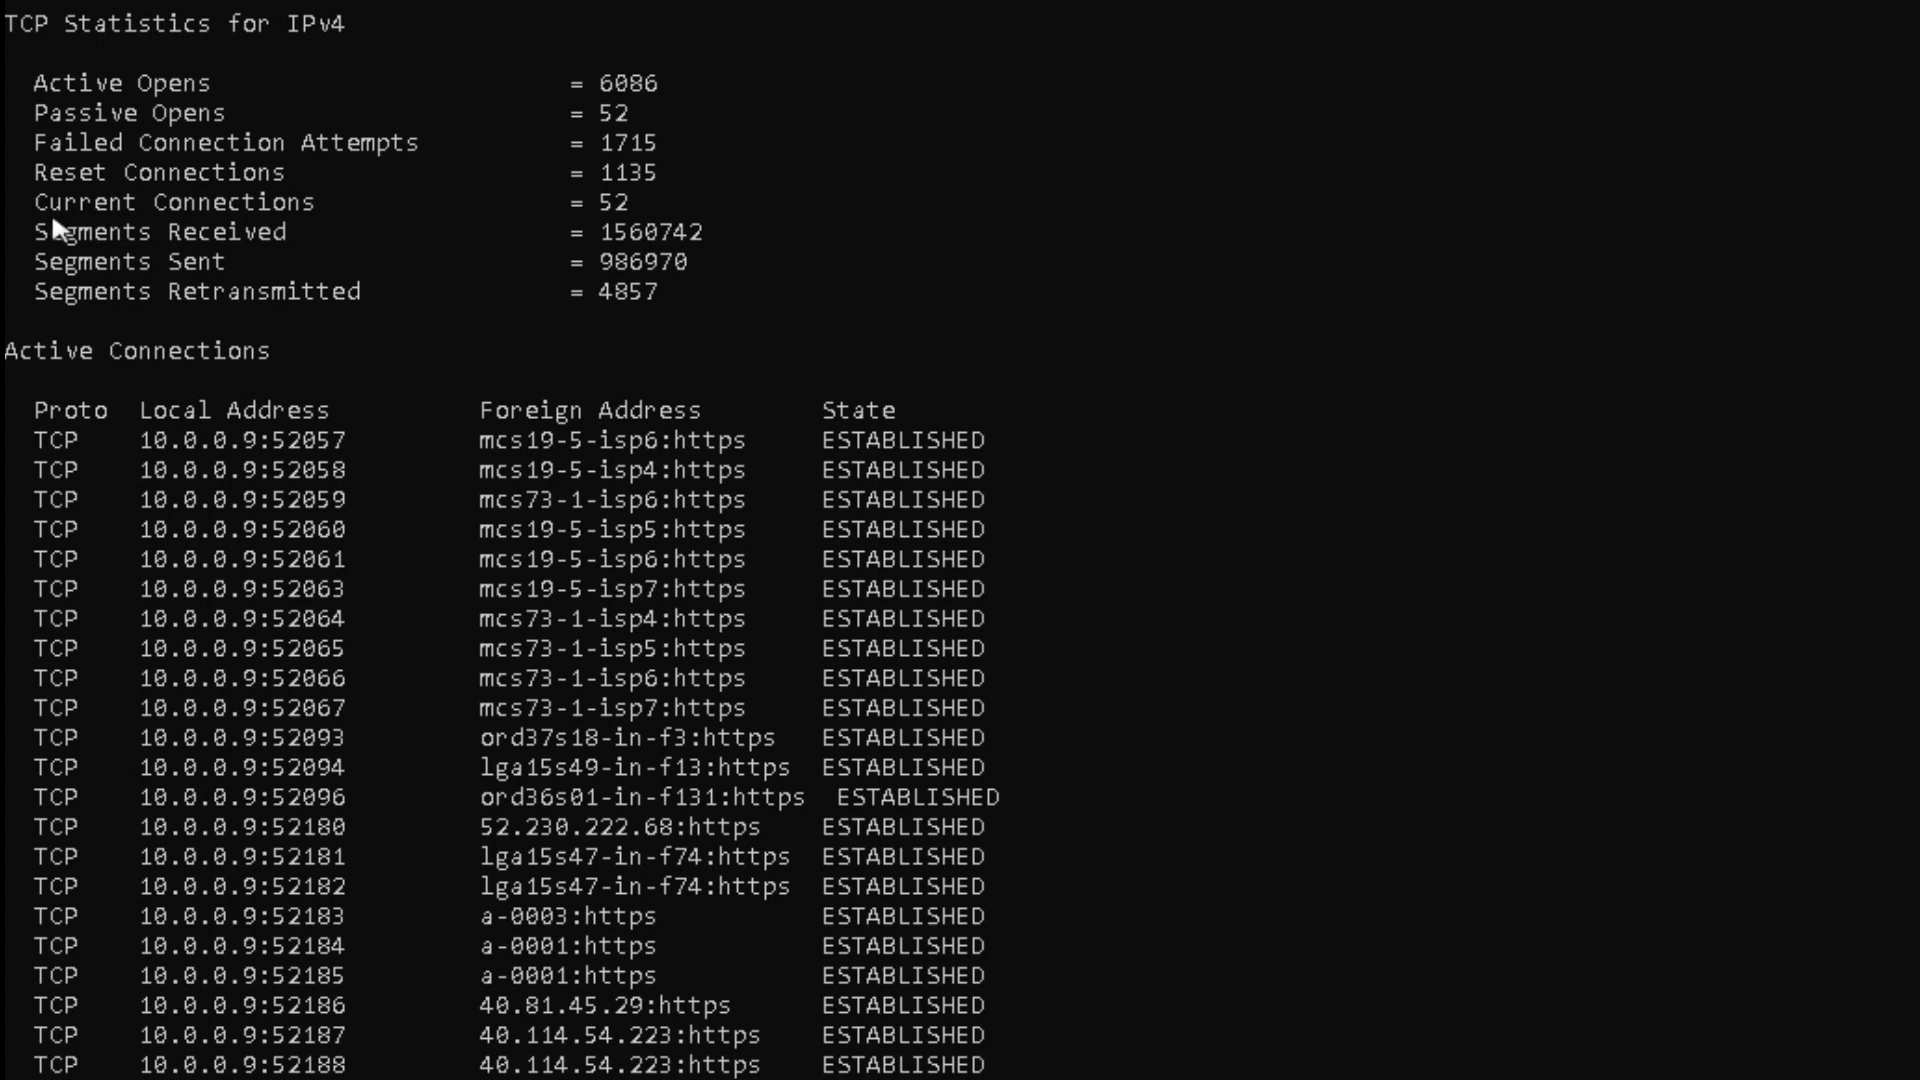 TCP Statistics for IPv4
Active Opens = 6086
Passive Opens = 52
Failed Connection Attempts = 1715
Reset Connections = 1135
Current Connections = 52
Segments Received = 1560742
Segments Sent = 986970
Segments Retransmitted = 4857
Active Connections
Proto Local Address Foreign Address State
TCP 10.0.0.9:52057 mcs19-5-isp6:https ESTABLISHED
TCP 10.0.0.9:52058 mcs19-5-isp4:https ESTABLISHED
TCP 10.0.0.9:52059 mcs73-1-isp6:https ESTABLISHED
TCP 10.0.0.9:52060 mcs19-5-isp5:https ESTABLISHED
TCP 10.0.0.9:52061 mcs19-5-isp6:https ESTABLISHED
TCP 10.0.0.9:52063 mcs19-5-isp7:https ESTABLISHED
TCP 10.0.0.9:52064 mcs73-1-isp4:https ESTABLISHED
TCP 10.0.0.9:52065 mcs73-1-isp5:https ESTABLISHED
TCP 10.0.0.9:52066 mcs73-1-isp6:https ESTABLISHED
TCP 10.0.0.9:52067 mcs73-1-isp7:https ESTABLISHED
TCP 10.0.0.9:52093 ord37s18-in-f3:https ESTABLISHED
TCP 10.0.0.9:52094 lga15s49-in-f13:https ESTABLISHED
TCP 10.0.0.9:52096 ord36s01-in-f131:https ESTABLISHED
TCP 10.0.0.9:52180 52.230.222.68:https ESTABLISHED
TCP 10.0.0.9:52181 lga15s47-in-f74:https ESTABLISHED
TCP 10.0.0.9:52182 lga15s47-in-f74:https ESTABLISHED
TCP 10.0.0.9:52183 a-0003:https ESTABLISHED
TCP 10.0.0.9:52184 a-0001:https ESTABLISHED
TCP 10.0.0.9:52185 a-0001:https ESTABLISHED
TCP 10.0.0.9:52186 40.81.45.29:https ESTABLISHED
TCP 10.0.0.9:52187 40.114.54.223:https ESTABLISHED
TCP 10.0.0.9:52188 40.114.54.223:https ESTABLISHED